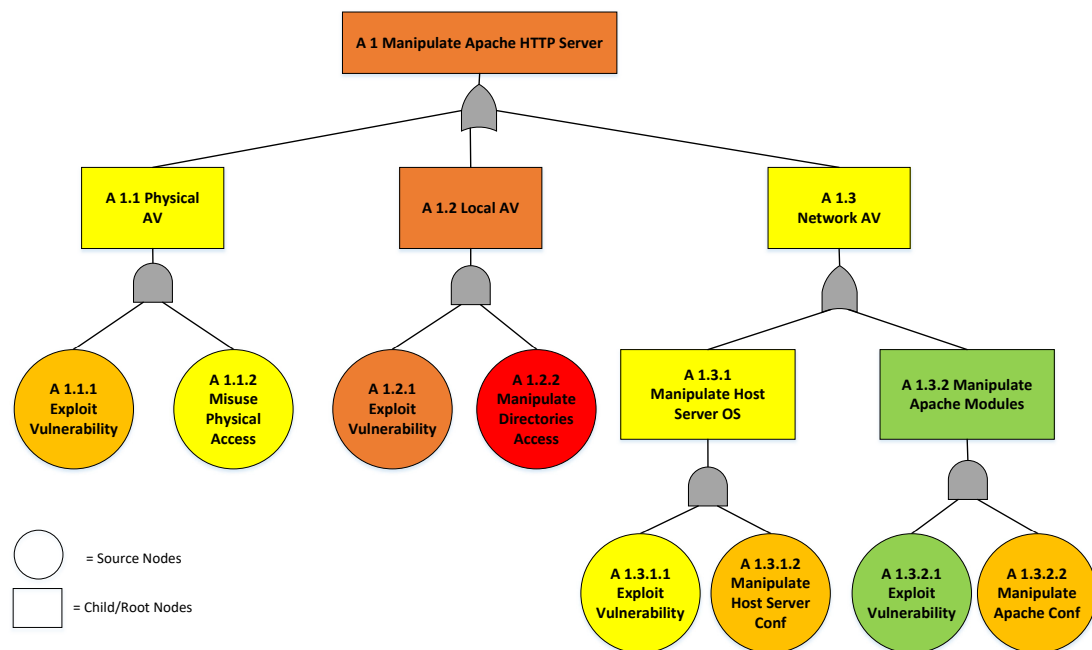 A 1 Manipulate Apache HTTP Server
A 1.1 Physical
AV
A 1.2 Local AV
A 1.3
Network AV
A 1.1.1
Exploit
Vulnerability
A 1.1.2
Misuse
Physical
Access
A 1.2.1
Exploit
Vulnerability
A 1.2.2
Manipulate
Directories
Access
A 1.3.1
Manipulate Host
Server OS
A 1.3.2 Manipulate
Apache Modules
A 1.3.1.1
Exploit
Vulnerability
A 1.3.1.2
Manipulate
Host Server
Conf
A 1.3.2.1
Exploit
Vulnerability
A 1.3.2.2
Manipulate
Apache Conf
= Source Nodes
= Child/Root Nodes